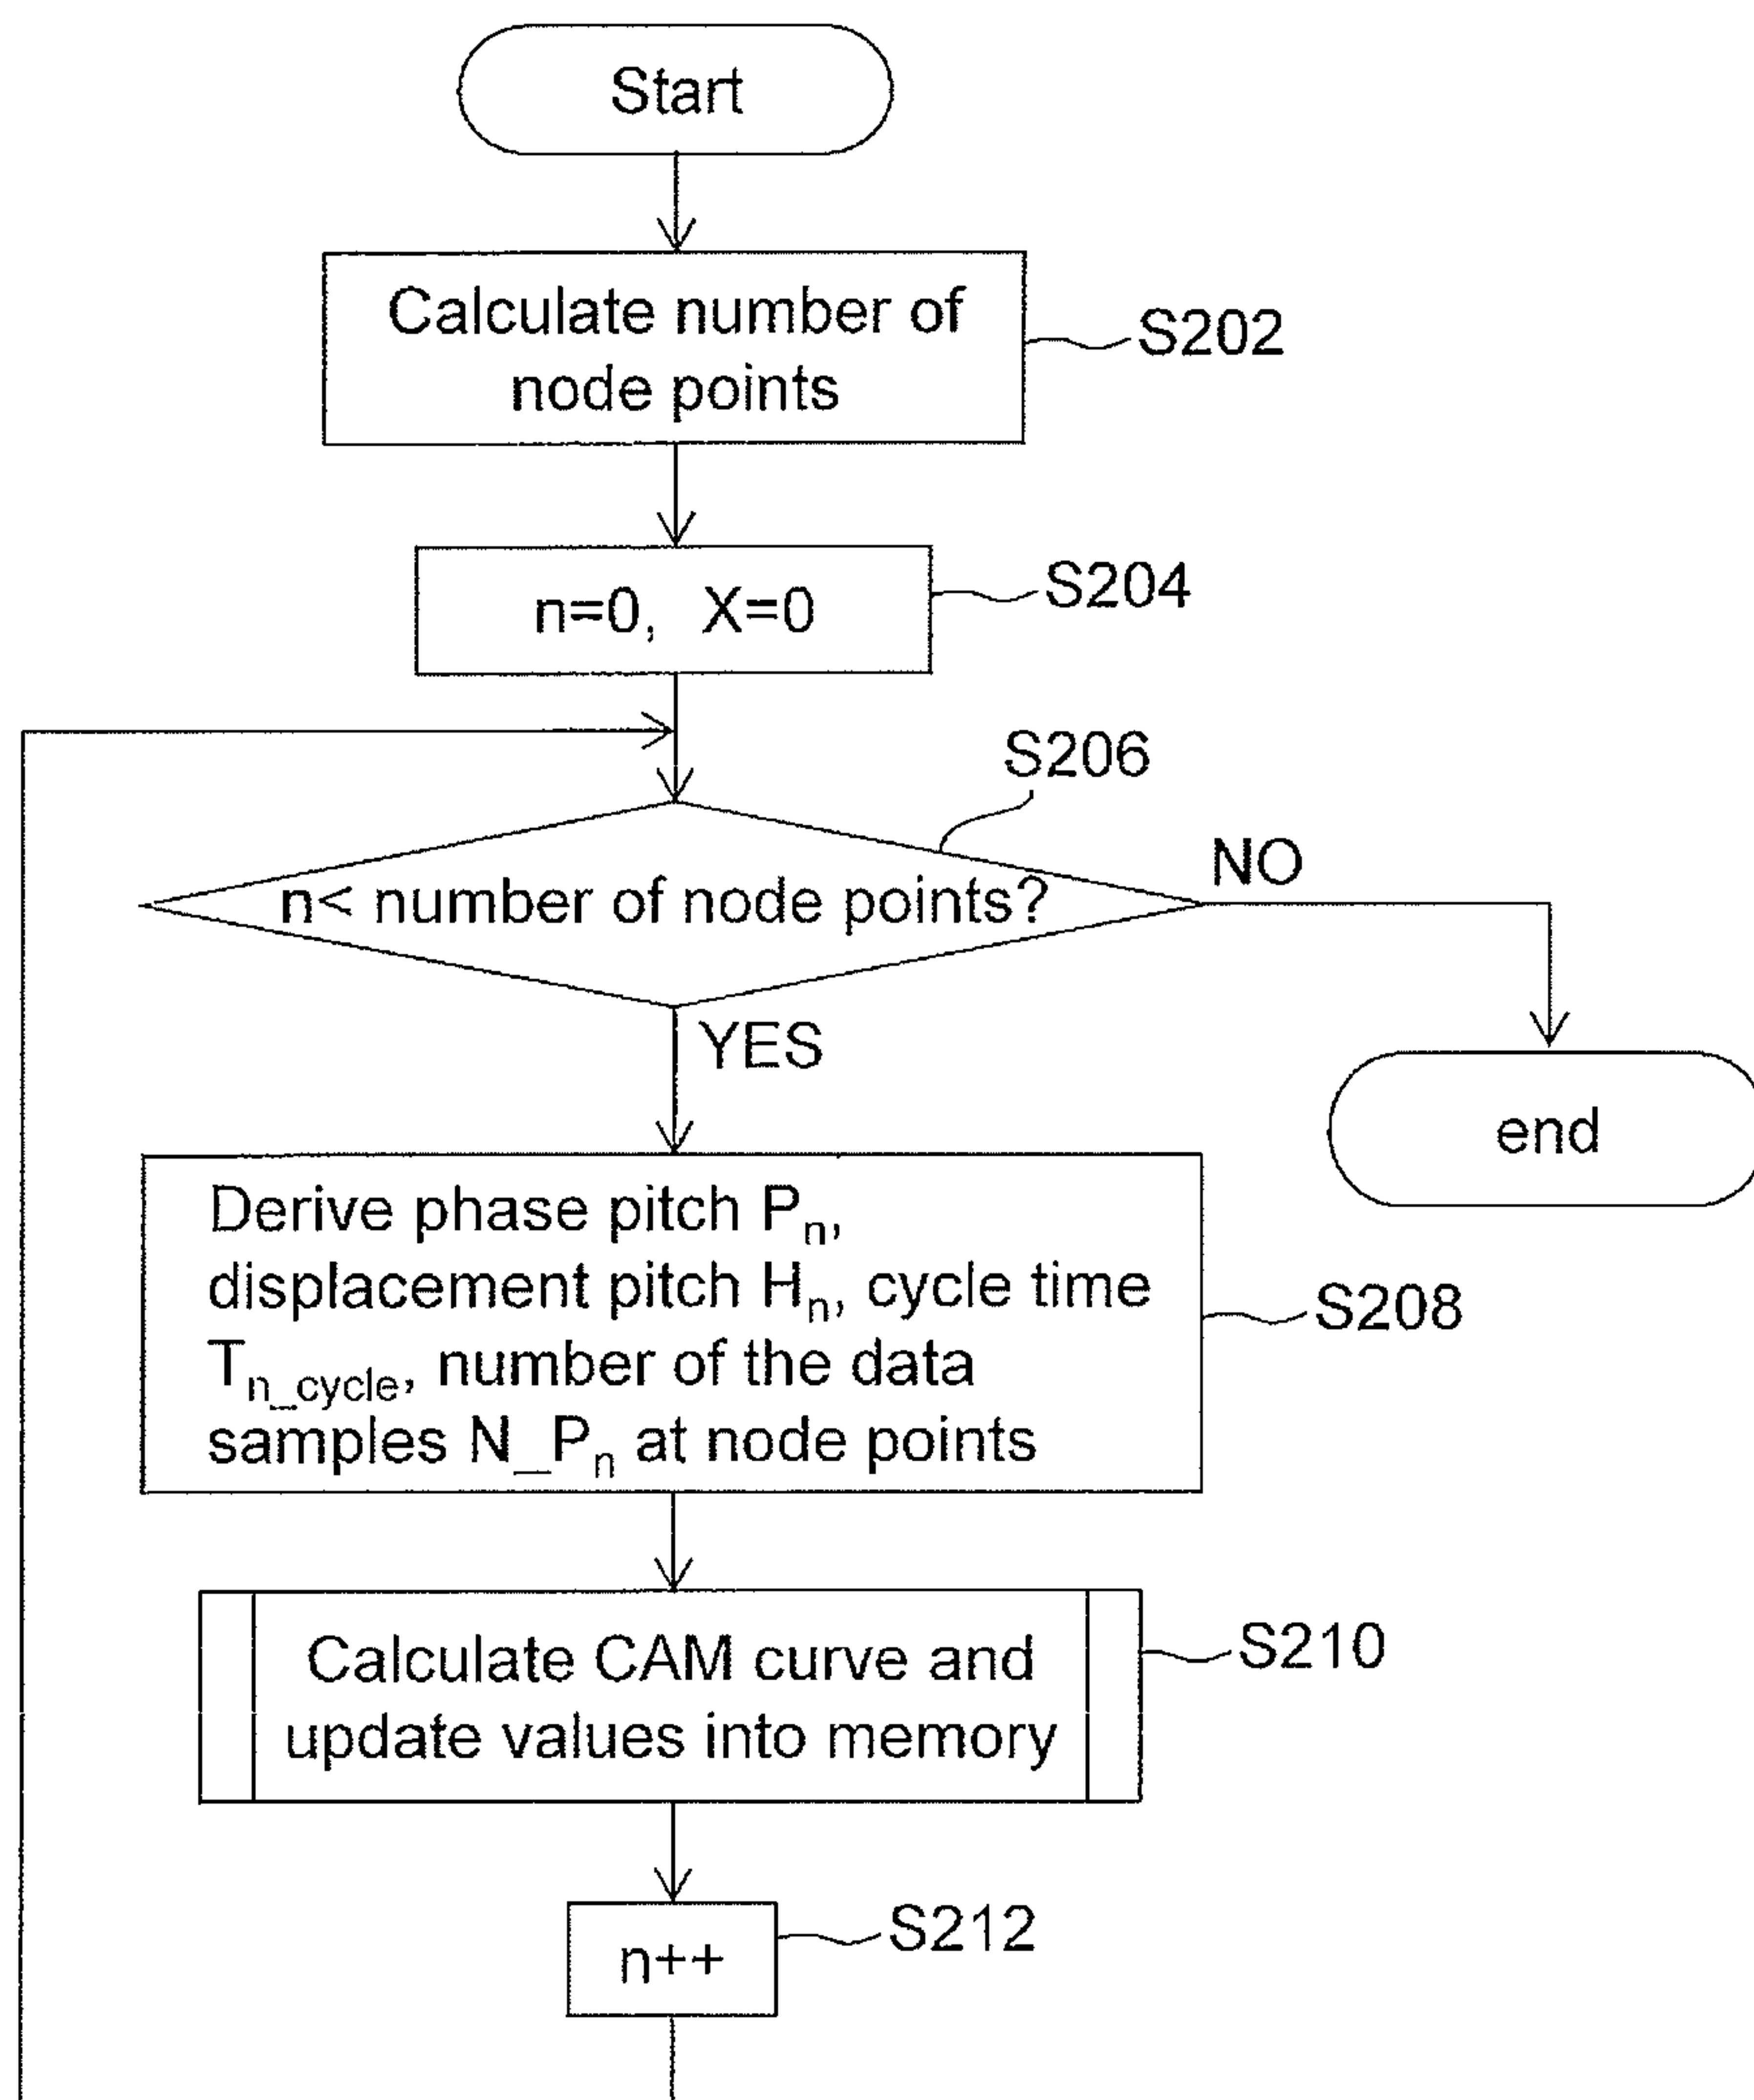 Start
Calculate number of
node points
S202
n=0, X=0
S204
S206
n< number of node points?
NO
YES
end
Derive phase pitch Pn,
displacement pitch Hn, cycle time
Tn_cycle, number of the data
samples N_Pn at node points
S208
Calculate CAM curve and
update values into memory
S210
n++
S212